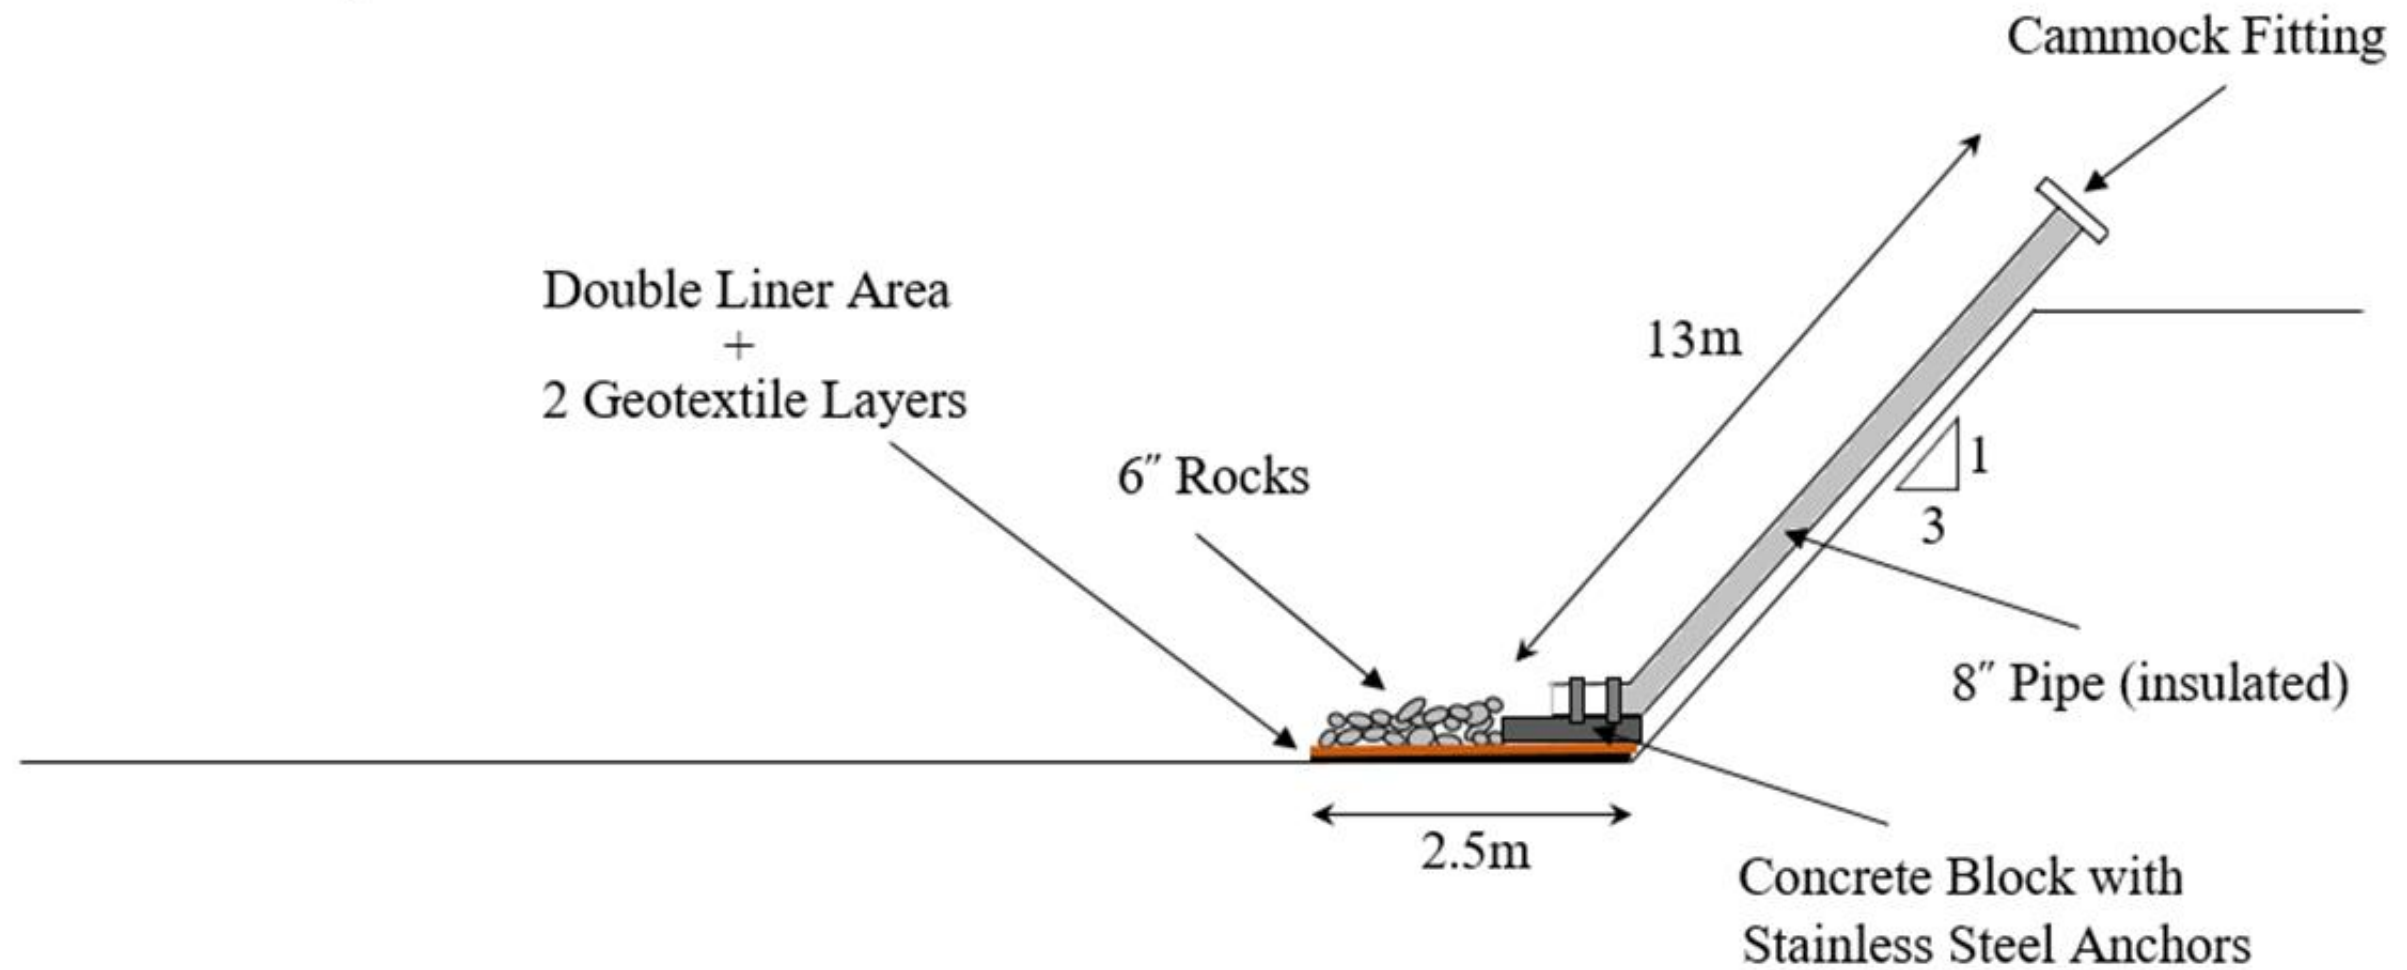 Cammock Fitting
Double Liner Area
+
2 Geotextile Layers
13m
6″ Rocks
1
3
8″ Pipe (insulated)
2.5m
Concrete Block with
Stainless Steel Anchors